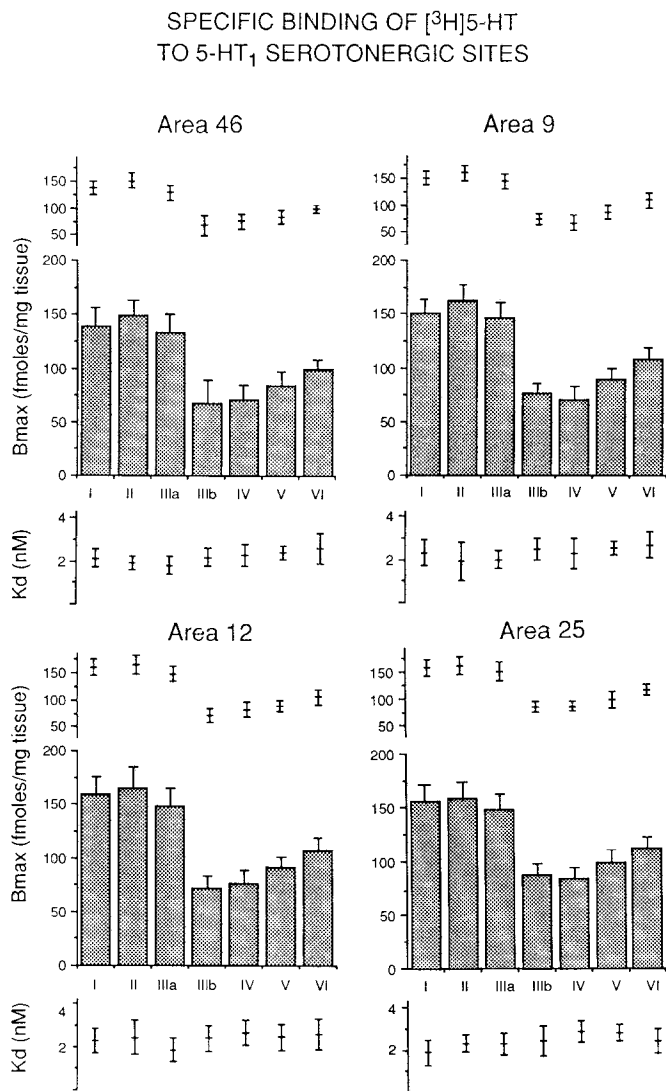 SPECIFIC BINDING OF [³H]5-HT
TO 5-HT₁ SEROTONERGIC SITES
Area 46
Area 9
150
100
50
150
100
50
Bmax (fmoles/mg tissue)
200
150
100
50
0
200
150
100
50
0
I II IIIa IIIb IV V VI
I II IIIa IIIb IV V VI
Kd (nM)
4
2
4
2
Area 12
Area 25
150
100
50
150
100
50
Bmax (fmoles/mg tissue)
200
150
100
50
0
200
150
100
50
0
I II IIIa IIIb IV V VI
I II IIIa IIIb IV V VI
Kd (nM)
4
2
4
2